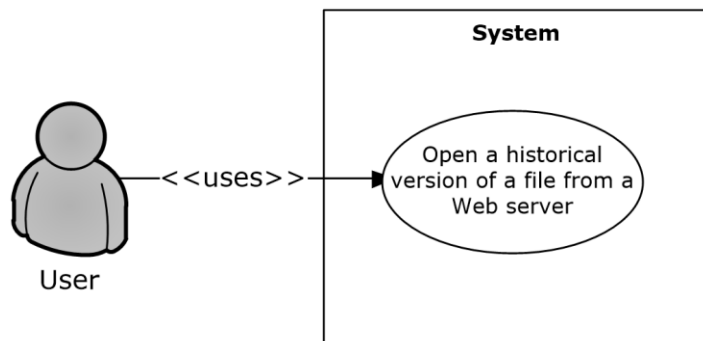 System
Open a historical
version of a file from a
Web server
<<uses>>
User